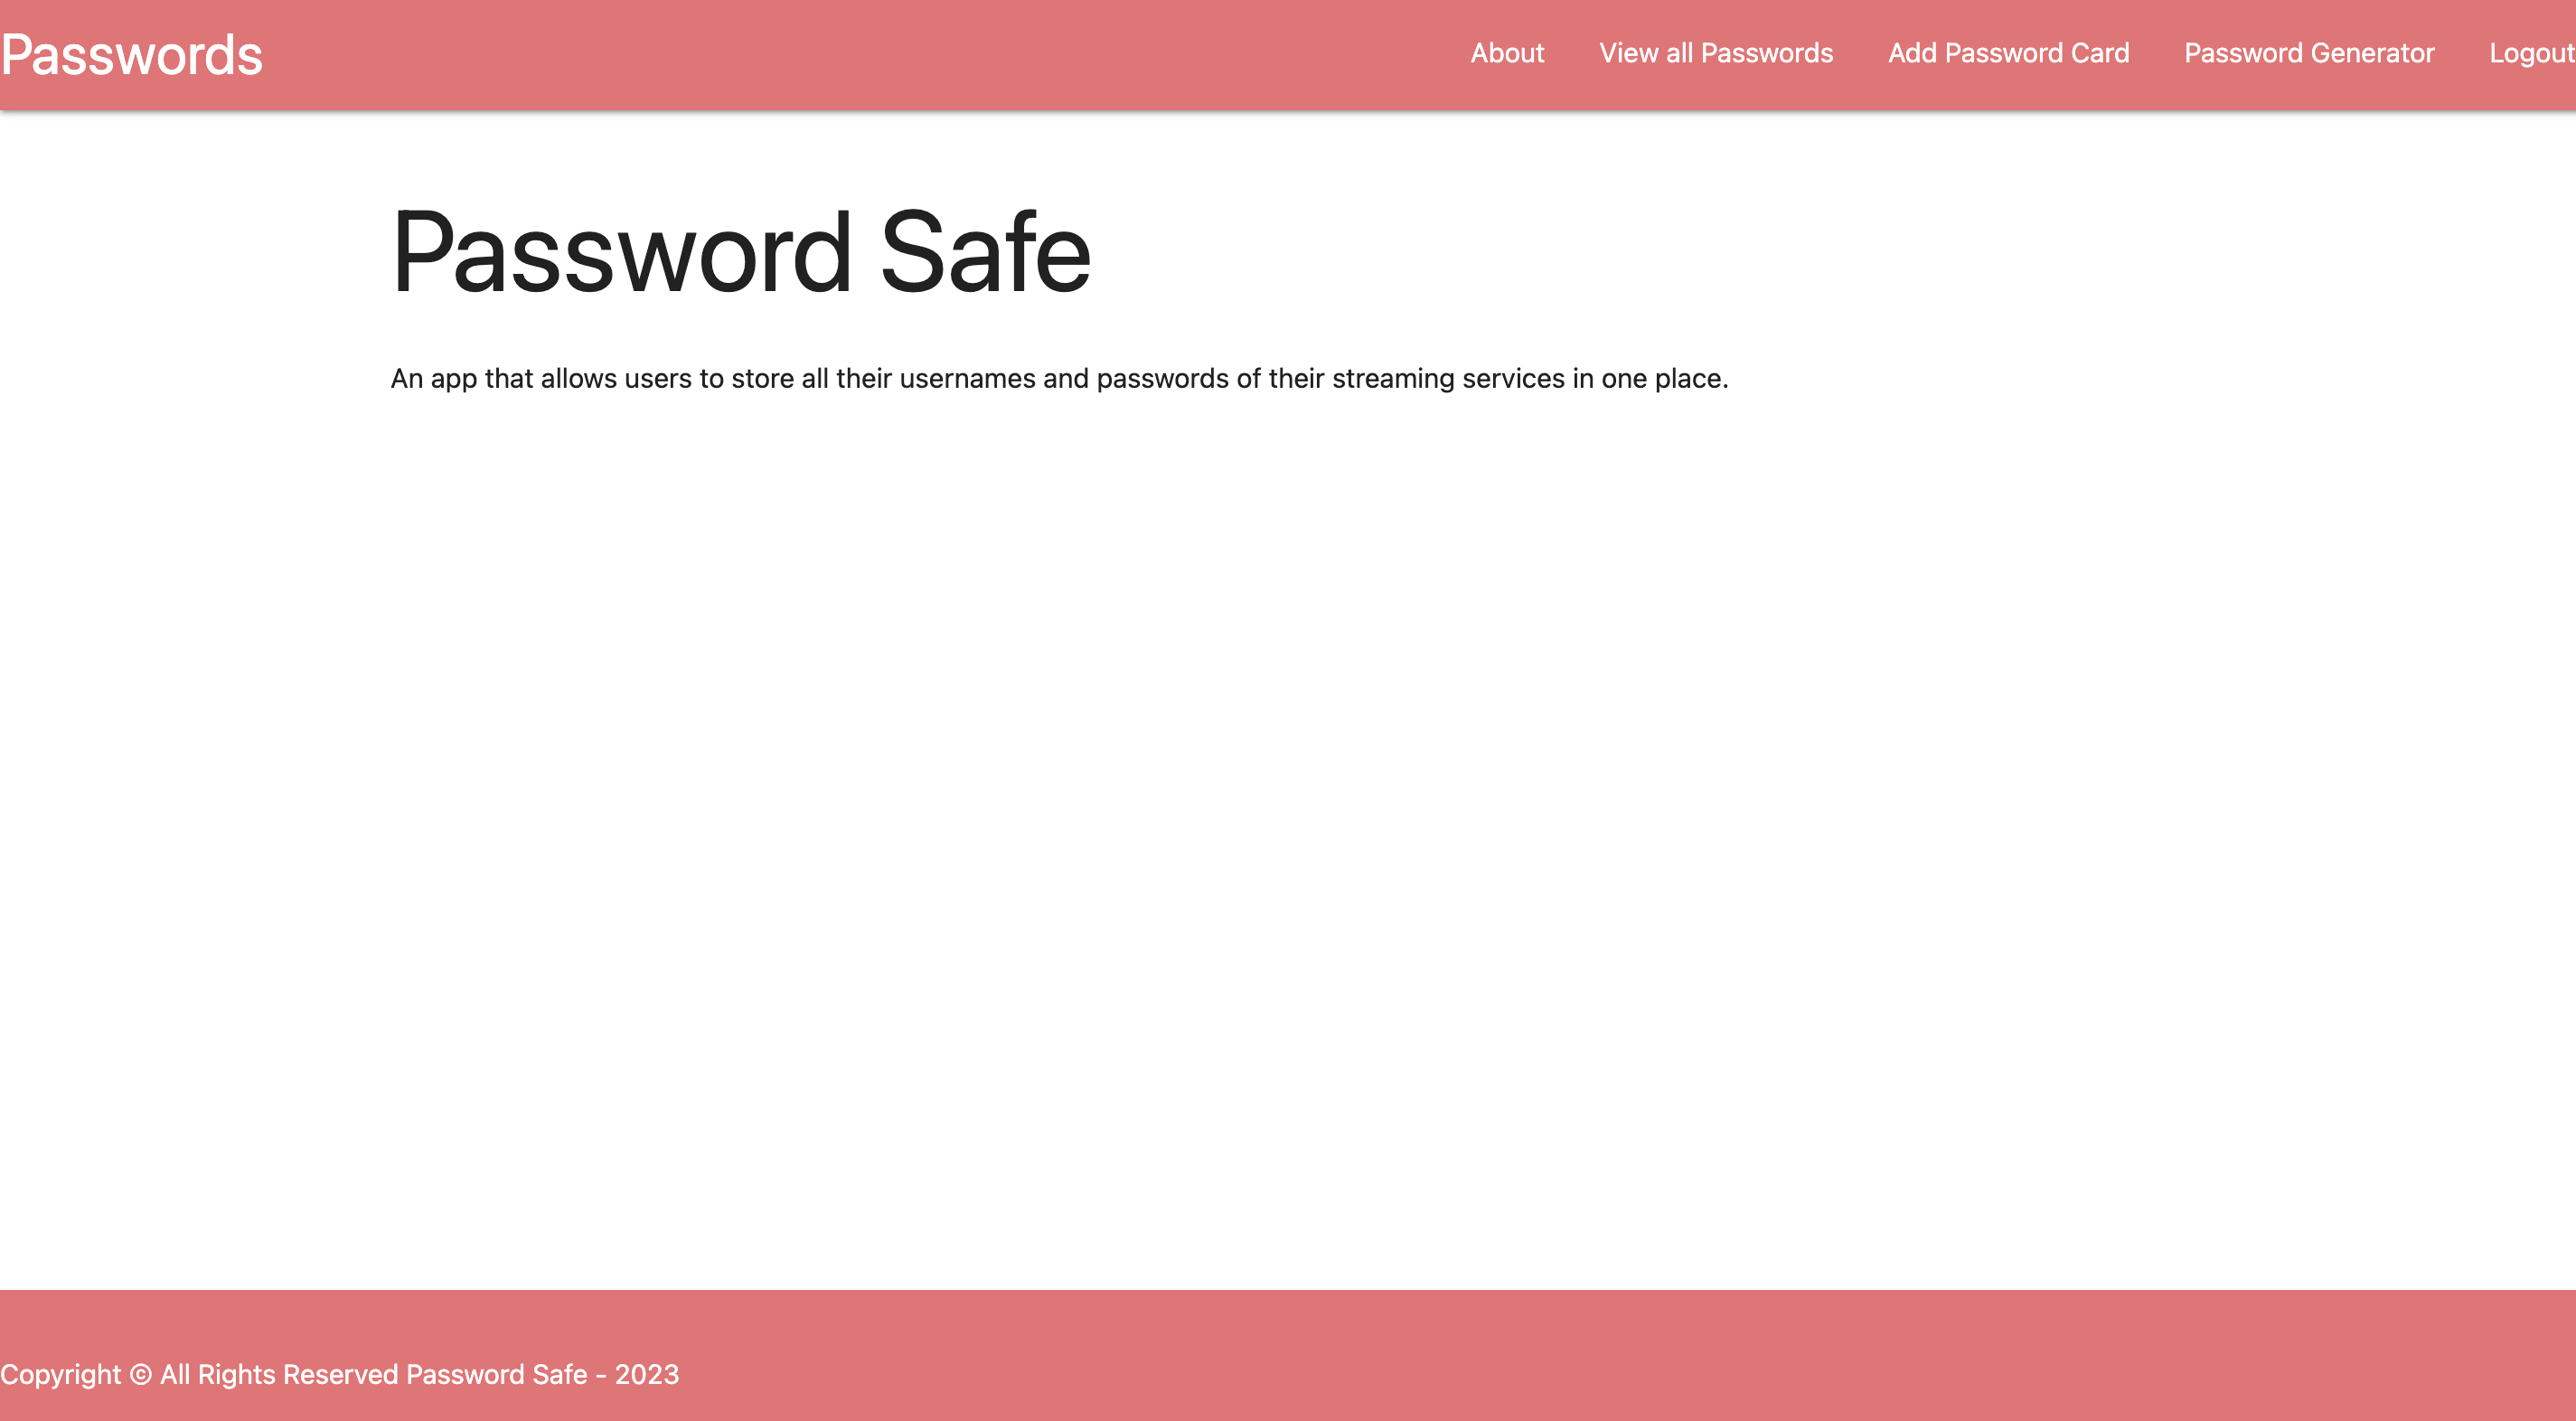 Passwords
About View all Passwords Add Password Card Password Generator Logout
Password Safe
An app that allows users to store all their usernames and passwords of their streaming services in one place.
Copyright © All Rights Reserved Password Safe - 2023